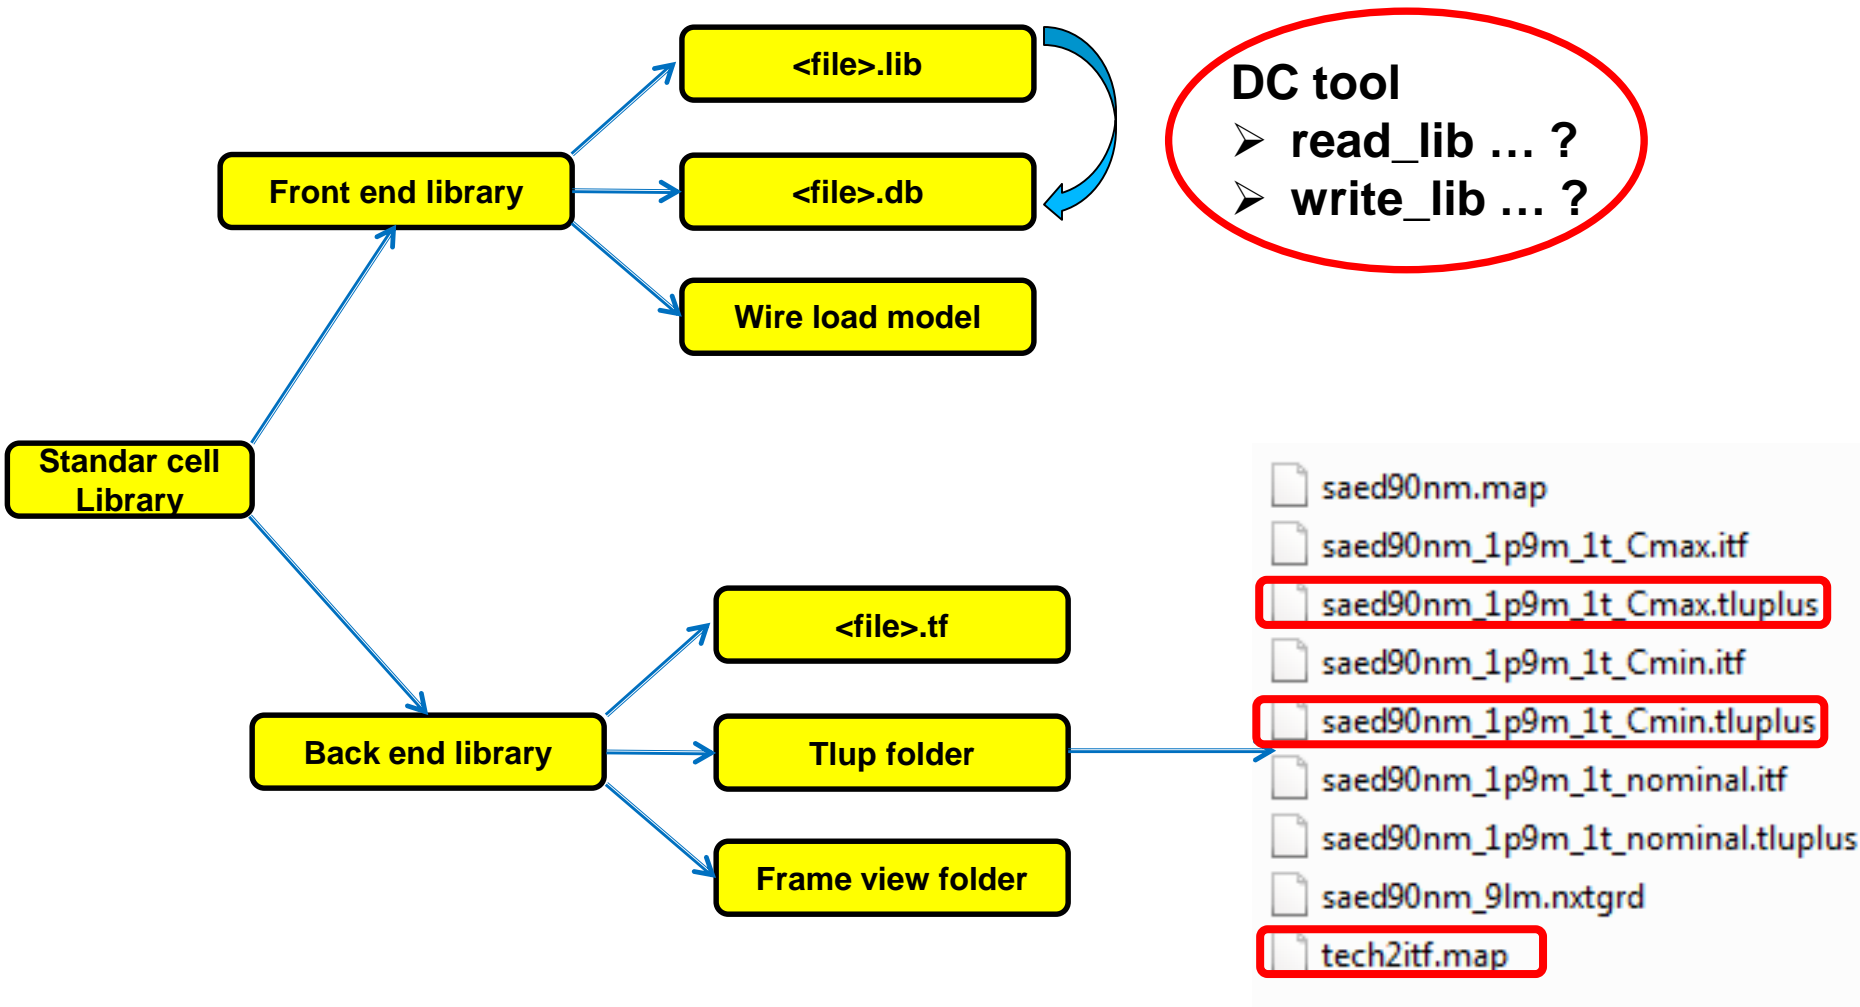 <file>.lib
DC tool
➢ read_lib … ?
➢ write_lib … ?
Front end library
<file>.db
Wire load model
Standar cell
Library
<file>.tf
Back end library
Tlup folder
Frame view folder
saed90nm.map
saed90nm_1p9m_1t_Cmax.itf
saed90nm_1p9m_1t_Cmax.tluplus
saed90nm_1p9m_1t_Cmin.itf
saed90nm_1p9m_1t_Cmin.tluplus
saed90nm_1p9m_1t_nominal.itf
saed90nm_1p9m_1t_nominal.tluplus
saed90nm_9lm.nxtgrd
tech2itf.map